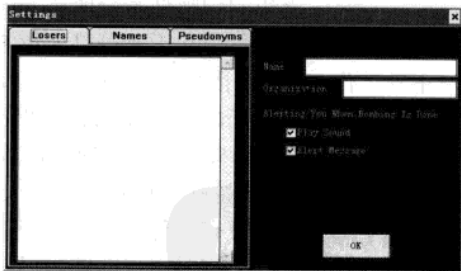 Settings
Losers Names Pseudonyms
Name
Organization
Alerting You When Bombing Is Done
Play Sound
Alert Message
OK